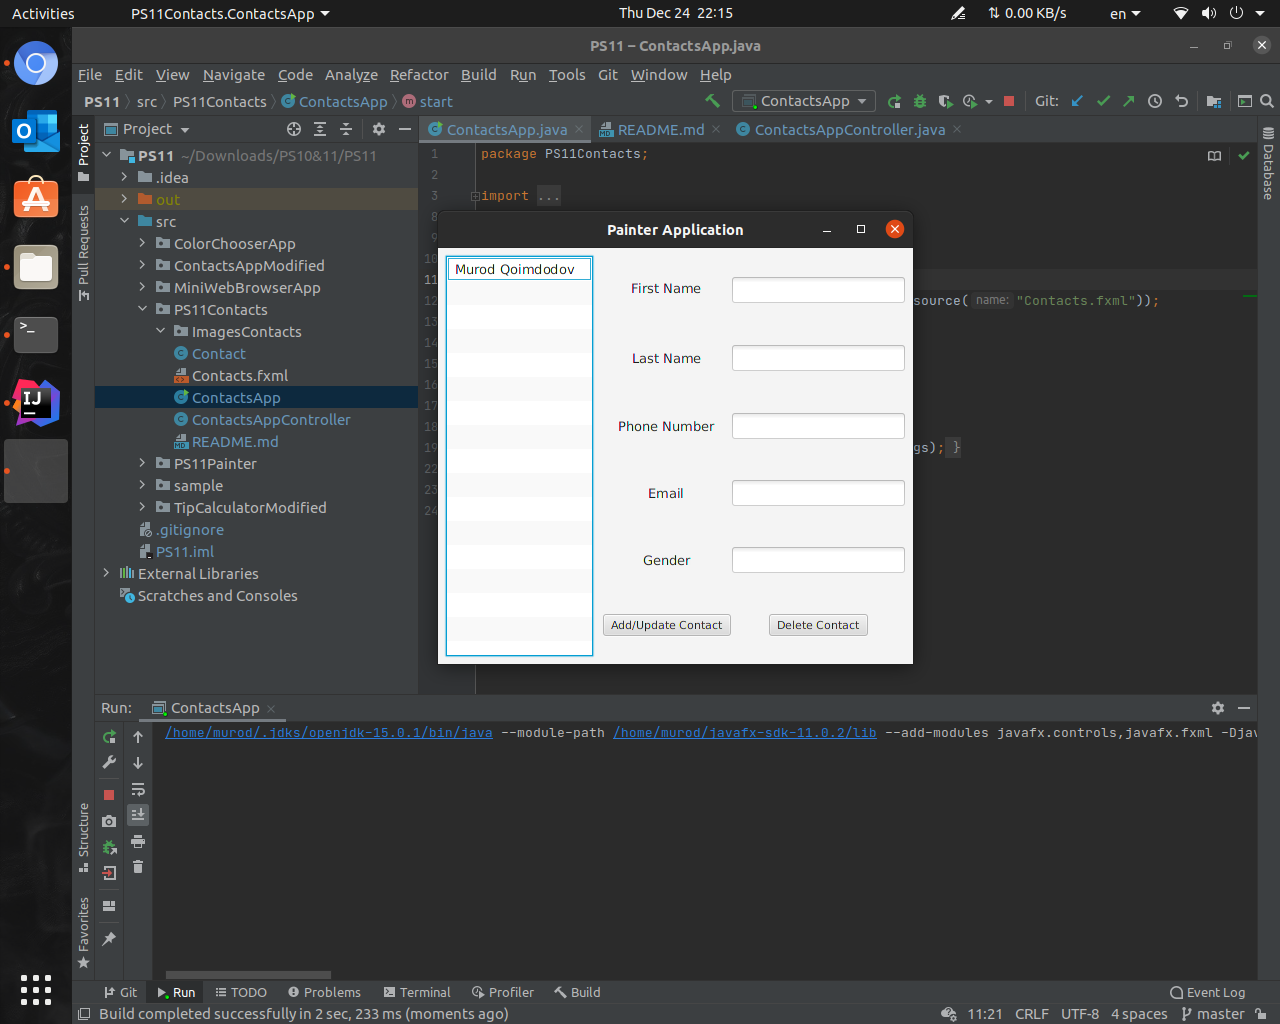 Activities
PS11Contacts.ContactsApp
Thu Dec 24 22:15
0.00 KB/s
en
PS11 – ContactsApp.java
File Edit View Navigate Code Analyze Refactor Build Run Tools Git Window Help
PS11 src PS11Contacts ContactsApp start
ContactsApp
Git:
Project
Pull Requests
Structure
Favorites
Project
PS11 ~/Downloads/PS10&11/PS11
.idea
out
src
ColorChooserApp
ContactsAppModified
MiniWebBrowserApp
PS11Contacts
ImagesContacts
Contact
Contacts.fxml
ContactsApp
ContactsAppController
README.md
PS11Painter
sample
TipCalculatorModified
.gitignore
PS11.iml
External Libraries
Scratches and Consoles
ContactsApp.java
README.md
ContactsAppController.java
1 package PS11Contacts;
2
3 import ...
8
9
10
11
12 source( name: "Contacts.fxml"));
13
14
15
16
17
18
19 gs); }
22
23
24
Database
Painter Application
Murod Qoimdodov
First Name
Last Name
Phone Number
Email
Gender
Add/Update Contact
Delete Contact
Run: ContactsApp
/home/murod/.jdks/openjdk-15.0.1/bin/java --module-path /home/murod/javafx-sdk-11.0.2/lib --add-modules javafx.controls,javafx.fxml -Djav
Git Run TODO Problems Terminal Profiler Build
Event Log
Build completed successfully in 2 sec, 233 ms (moments ago)
11:21 CRLF UTF-8 4 spaces master